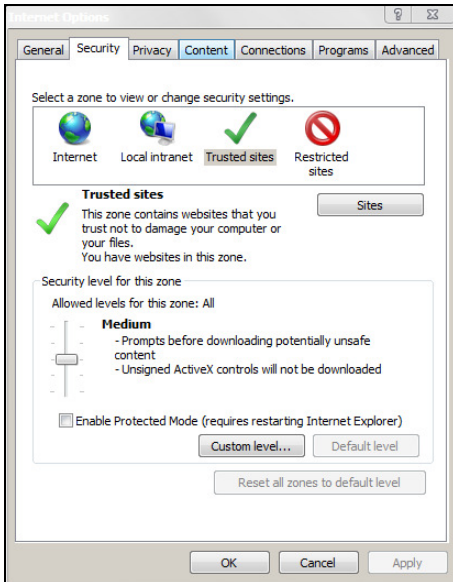 Internet Options
General Security Privacy Content Connections Programs Advanced
Select a zone to view or change security settings.
Internet Local intranet Trusted sites Restricted
sites
Trusted sites
Sites
This zone contains websites that you
trust not to damage your computer or
your files.
You have websites in this zone.
Security level for this zone
Allowed levels for this zone: All
Medium
- Prompts before downloading potentially unsafe
content
- Unsigned ActiveX controls will not be downloaded
Enable Protected Mode (requires restarting Internet Explorer)
Custom level... Default level
Reset all zones to default level
OK Cancel Apply